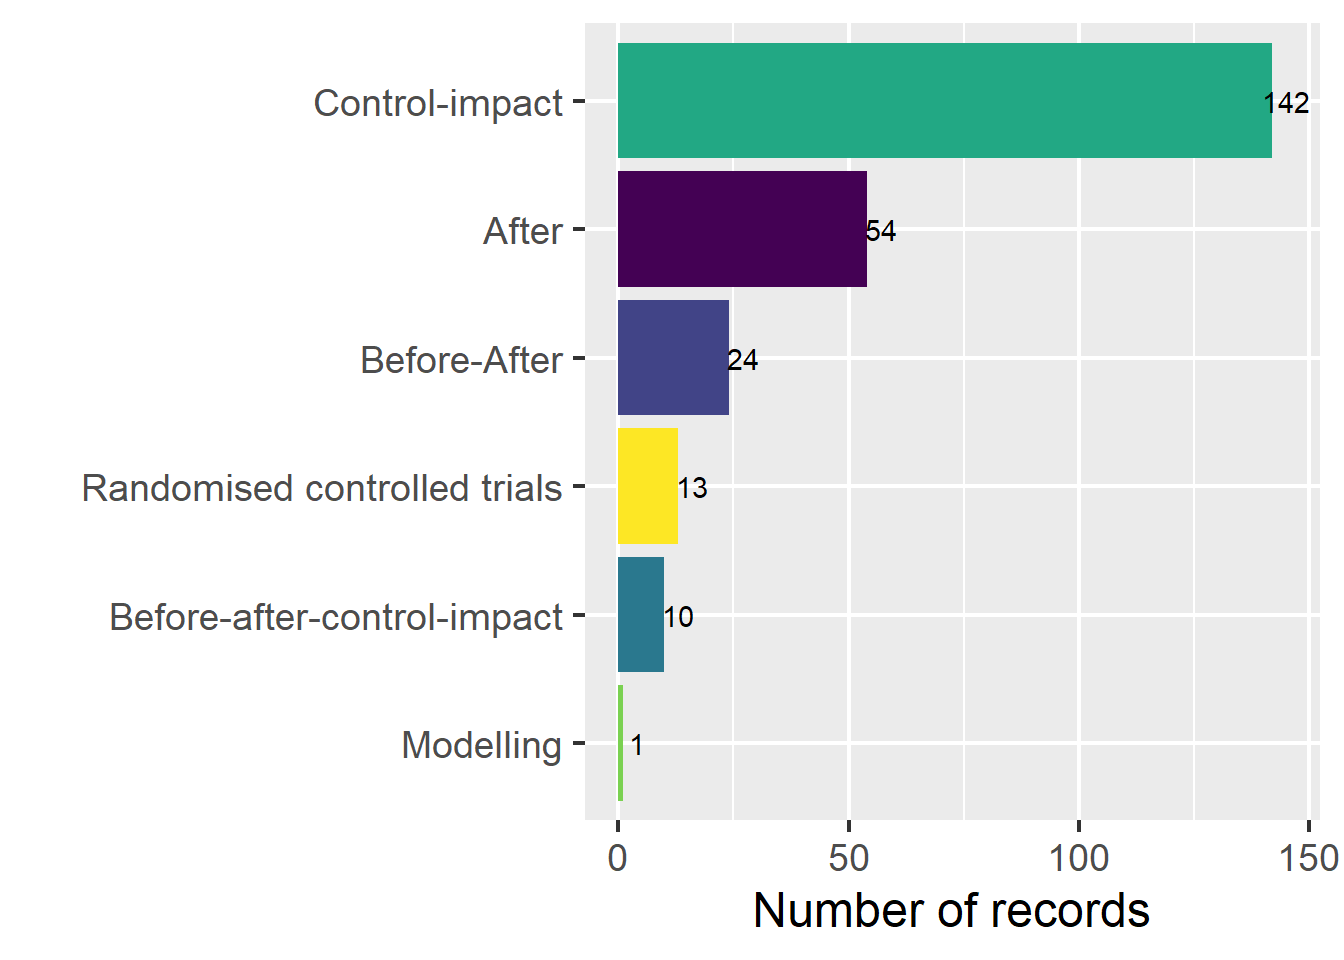 Control-impact 142
After 54
Before-After 24
Randomised controlled trials 13
Before-after-control-impact 10
Modelling 1
0 50 100 150
Number of records